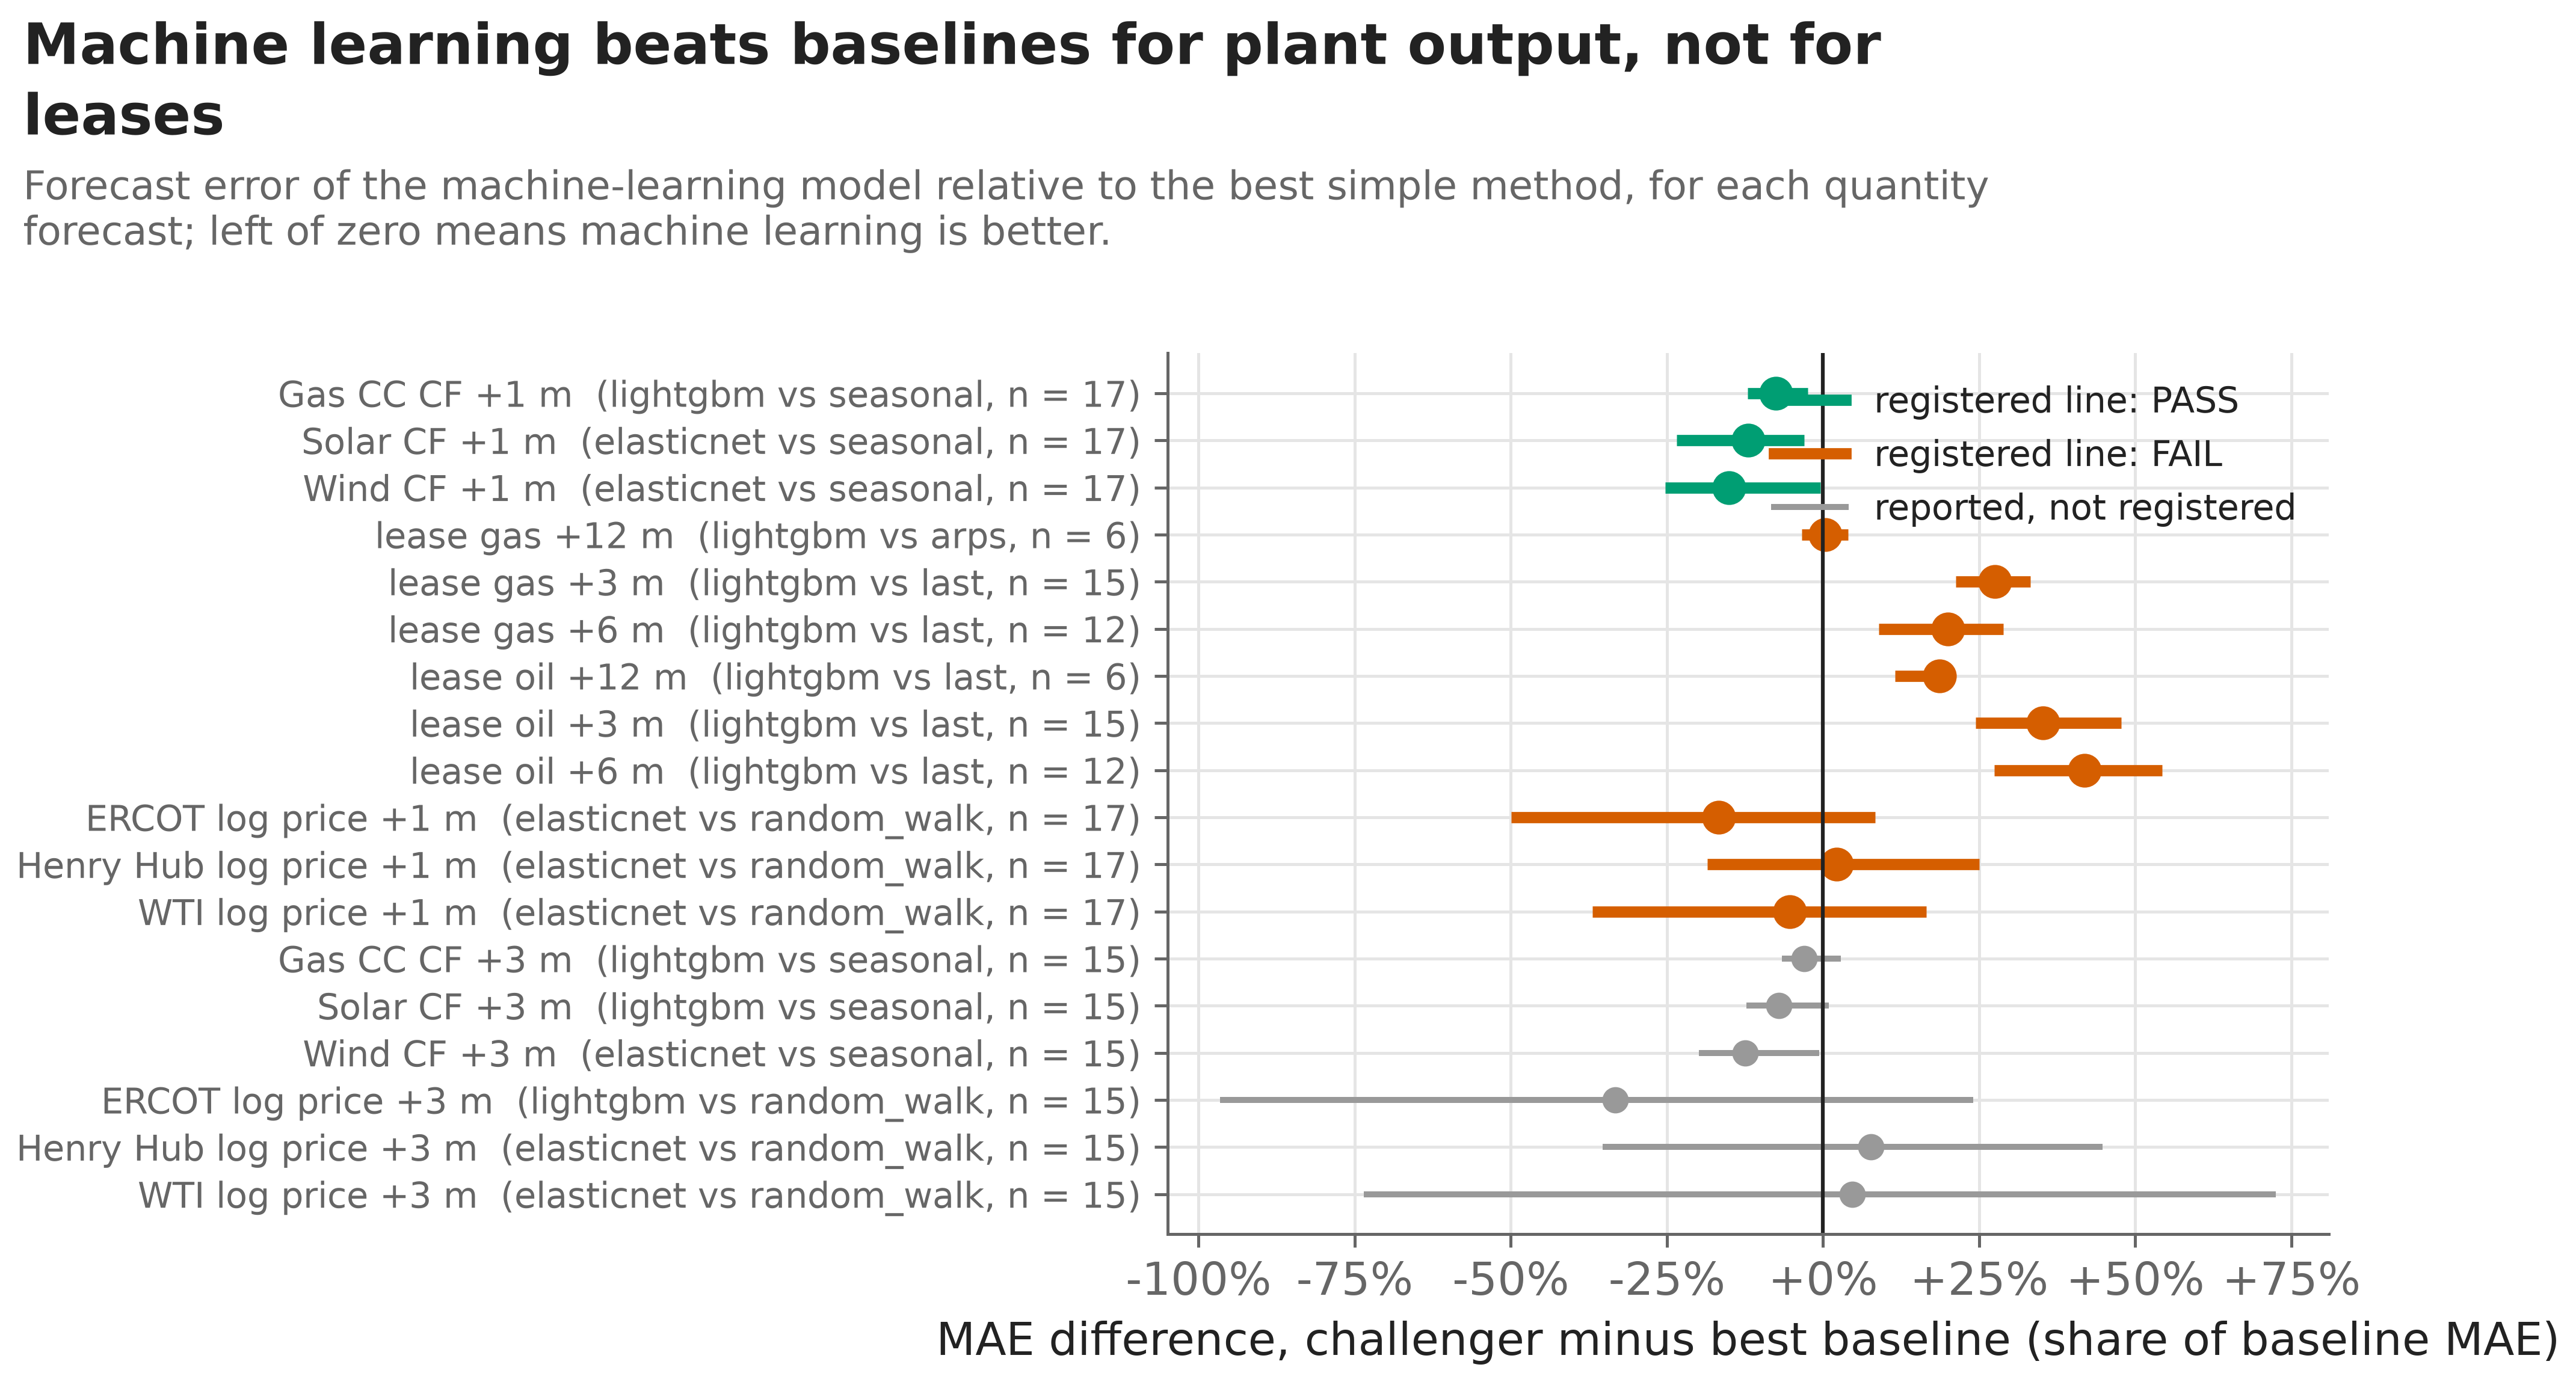 Machine learning beats baselines for plant output, not for
leases
Forecast error of the machine-learning model relative to the best simple method, for each quantity
forecast; left of zero means machine learning is better.
Gas CC CF +1 m (lightgbm vs seasonal, n = 17)
Solar CF +1 m (elasticnet vs seasonal, n = 17)
Wind CF +1 m (elasticnet vs seasonal, n = 17)
lease gas +12 m (lightgbm vs arps, n = 6)
lease gas +3 m (lightgbm vs last, n = 15)
lease gas +6 m (lightgbm vs last, n = 12)
lease oil +12 m (lightgbm vs last, n = 6)
lease oil +3 m (lightgbm vs last, n = 15)
lease oil +6 m (lightgbm vs last, n = 12)
ERCOT log price +1 m (elasticnet vs random_walk, n = 17)
Henry Hub log price +1 m (elasticnet vs random_walk, n = 17)
WTI log price +1 m (elasticnet vs random_walk, n = 17)
Gas CC CF +3 m (lightgbm vs seasonal, n = 15)
Solar CF +3 m (lightgbm vs seasonal, n = 15)
Wind CF +3 m (elasticnet vs seasonal, n = 15)
ERCOT log price +3 m (lightgbm vs random_walk, n = 15)
Henry Hub log price +3 m (elasticnet vs random_walk, n = 15)
WTI log price +3 m (elasticnet vs random_walk, n = 15)
registered line: PASS
registered line: FAIL
reported, not registered
-100% -75% -50% -25% +0% +25% +50% +75%
MAE difference, challenger minus best baseline (share of baseline MAE)